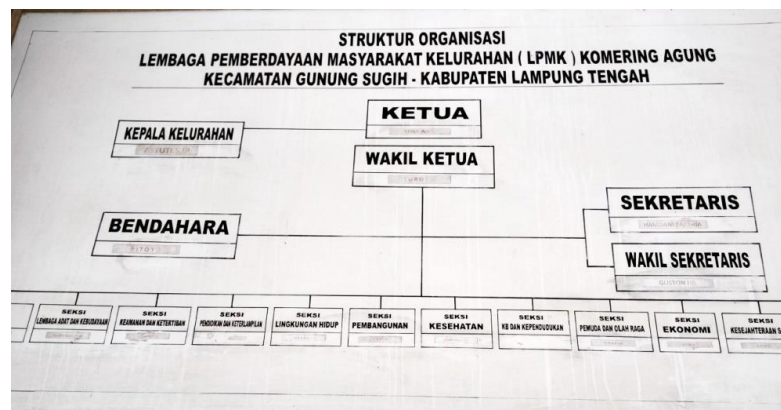 STRUKTUR ORGANISASI
LEMBAGA PEMBERDAYAAN MASYARAKAT KELURAHAN ( LPMK ) KOMERING AGUNG
KECAMATAN GUNUNG SUGIH - KABUPATEN LAMPUNG TENGAH
KETUA
KEPALA KELURAHAN
WAKIL KETUA
BENDAHARA
SEKRETARIS
WAKIL SEKRETARIS
SEKSI
LEMBAGA ADAT DAN KEBUDAYAAN
SEKSI
KEAMANAN DAN KETERTIBAN
SEKSI
PENDIDIKAN DAN KETERLAMPILAN
SEKSI
LINGKUNGAN HIDUP
SEKSI
PEMBANGUNAN
SEKSI
KESEHATAN
SEKSI
KB DAN KEPENDUDUKAN
SEKSI
PEMUDA DAN OLAH RAGA
SEKSI
EKONOMI
SEKSI
KESEJAHTERAAN S